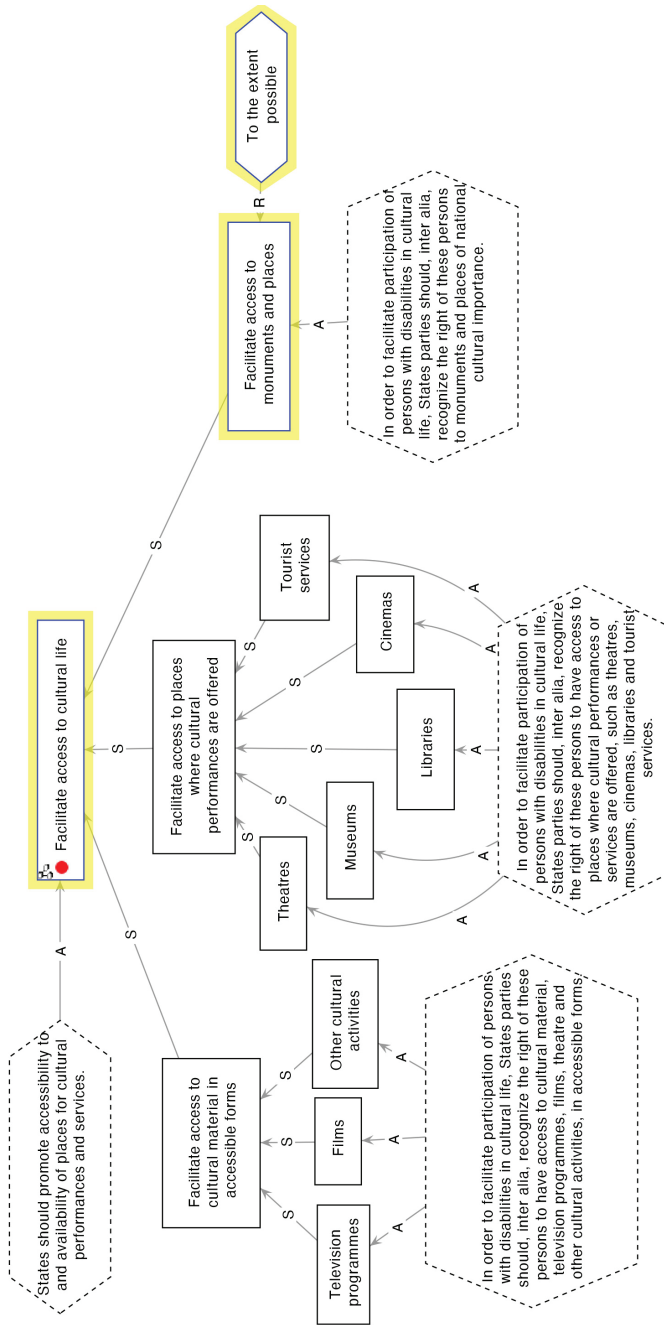 States should promote accessibility to
and availability of places for cultural
performances and services.
A
Facilitate access to cultural life
S
S
S
Facilitate access to
cultural material in
accessible forms
Facilitate access to places
where cultural
performances are offered
Facilitate access to
monuments and places
R
To the extent
possible
S
S
S
S
S
S
S
S
Television
programmes
Films
Other cultural
activities
Theatres
Museums
Libraries
Cinemas
Tourist
services
A
A
A
A
A
A
A
A
A
In order to facilitate participation of persons
with disabilities in cultural life, States parties
should, inter alia, recognize the right of these
persons to have access to cultural material,
television programmes, films, theatre and
other cultural activities, in accessible forms
In order to facilitate participation of
persons with disabilities in cultural life,
States parties should, inter alia, recognize
the right of these persons to have access to
places where cultural performances or
services are offered, such as theatres,
museums, cinemas, libraries and tourist
services.
In order to facilitate participation of
persons with disabilities in cultural
life, States parties should, inter alia,
recognize the right of these persons
to monuments and places of national
cultural importance.